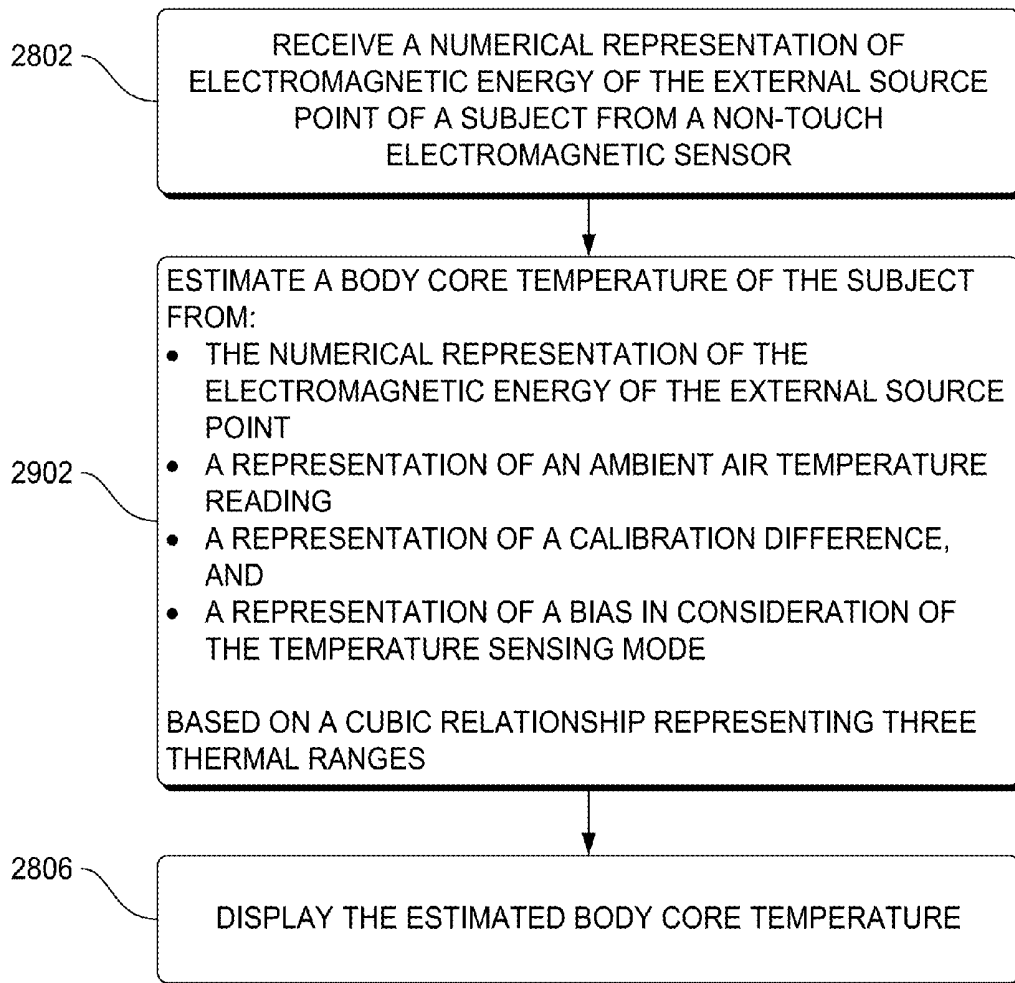 2802
RECEIVE A NUMERICAL REPRESENTATION OF
ELECTROMAGNETIC ENERGY OF THE EXTERNAL SOURCE
POINT OF A SUBJECT FROM A NON-TOUCH
ELECTROMAGNETIC SENSOR
2902
ESTIMATE A BODY CORE TEMPERATURE OF THE SUBJECT
FROM:
• THE NUMERICAL REPRESENTATION OF THE
ELECTROMAGNETIC ENERGY OF THE EXTERNAL SOURCE
POINT
• A REPRESENTATION OF AN AMBIENT AIR TEMPERATURE
READING
• A REPRESENTATION OF A CALIBRATION DIFFERENCE,
AND
• A REPRESENTATION OF A BIAS IN CONSIDERATION OF
THE TEMPERATURE SENSING MODE
BASED ON A CUBIC RELATIONSHIP REPRESENTING THREE
THERMAL RANGES
2806
DISPLAY THE ESTIMATED BODY CORE TEMPERATURE